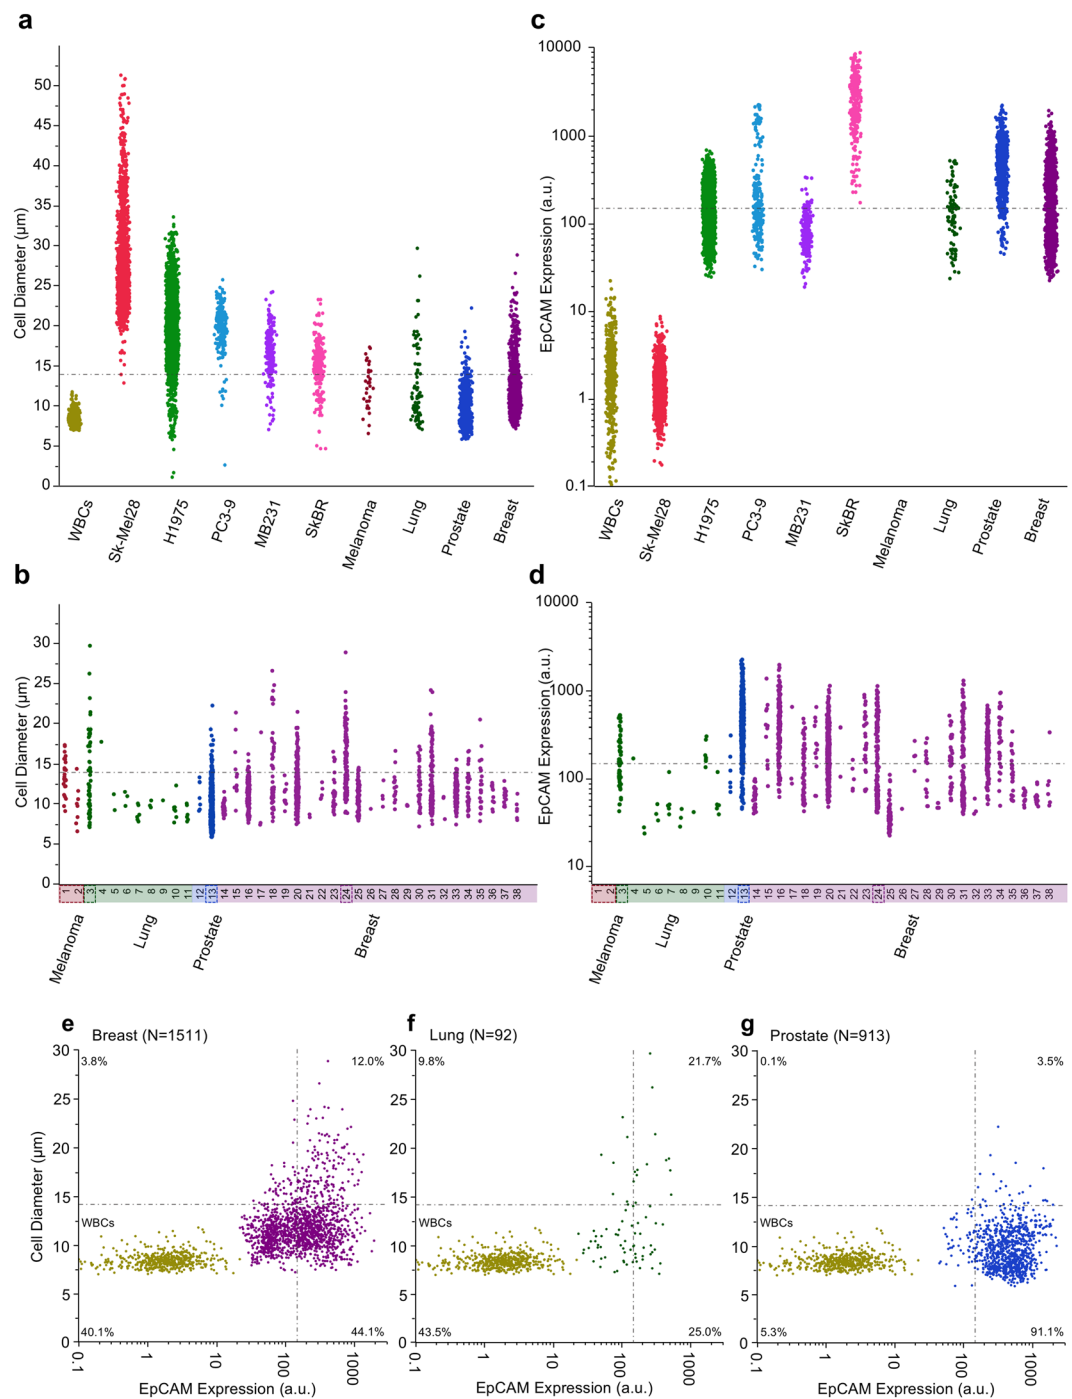 a
c
Cell Diameter (µm)
50
45
40
35
30
25
20
15
10
5
0
WBCs
Sk-Mel28
H1975
PC3-9
MB231
SkBR
Melanoma
Lung
Prostate
Breast
EpCAM Expression (a.u.)
10000
1000
100
10
1
0.1
WBCs
Sk-Mel28
H1975
PC3-9
MB231
SkBR
Melanoma
Lung
Prostate
Breast
b
d
Cell Diameter (µm)
30
25
20
15
10
5
0
1 2 3 4 5 6 7 8 9 10 11 12 13 14 15 16 17 18 19 20 21 22 23 24 25 26 27 28 29 30 31 32 33 34 35 36 37 38
Melanoma
Lung
Prostate
Breast
EpCAM Expression (a.u.)
10000
1000
100
10
1 2 3 4 5 6 7 8 9 10 11 12 13 14 15 16 17 18 19 20 21 22 23 24 25 26 27 28 29 30 31 32 33 34 35 36 37 38
Melanoma
Lung
Prostate
Breast
e
Breast (N=1511)
Cell Diameter (µm)
30
25
20
15
10
5
0
3.8%
12.0%
WBCs
40.1%
44.1%
0.1
1
10
100
1000
EpCAM Expression (a.u.)
f
Lung (N=92)
30
25
20
15
10
5
0
9.8%
21.7%
WBCs
43.5%
25.0%
0.1
1
10
100
1000
EpCAM Expression (a.u.)
g
Prostate (N=913)
30
25
20
15
10
5
0
0.1%
3.5%
WBCs
5.3%
91.1%
0.1
1
10
100
1000
EpCAM Expression (a.u.)